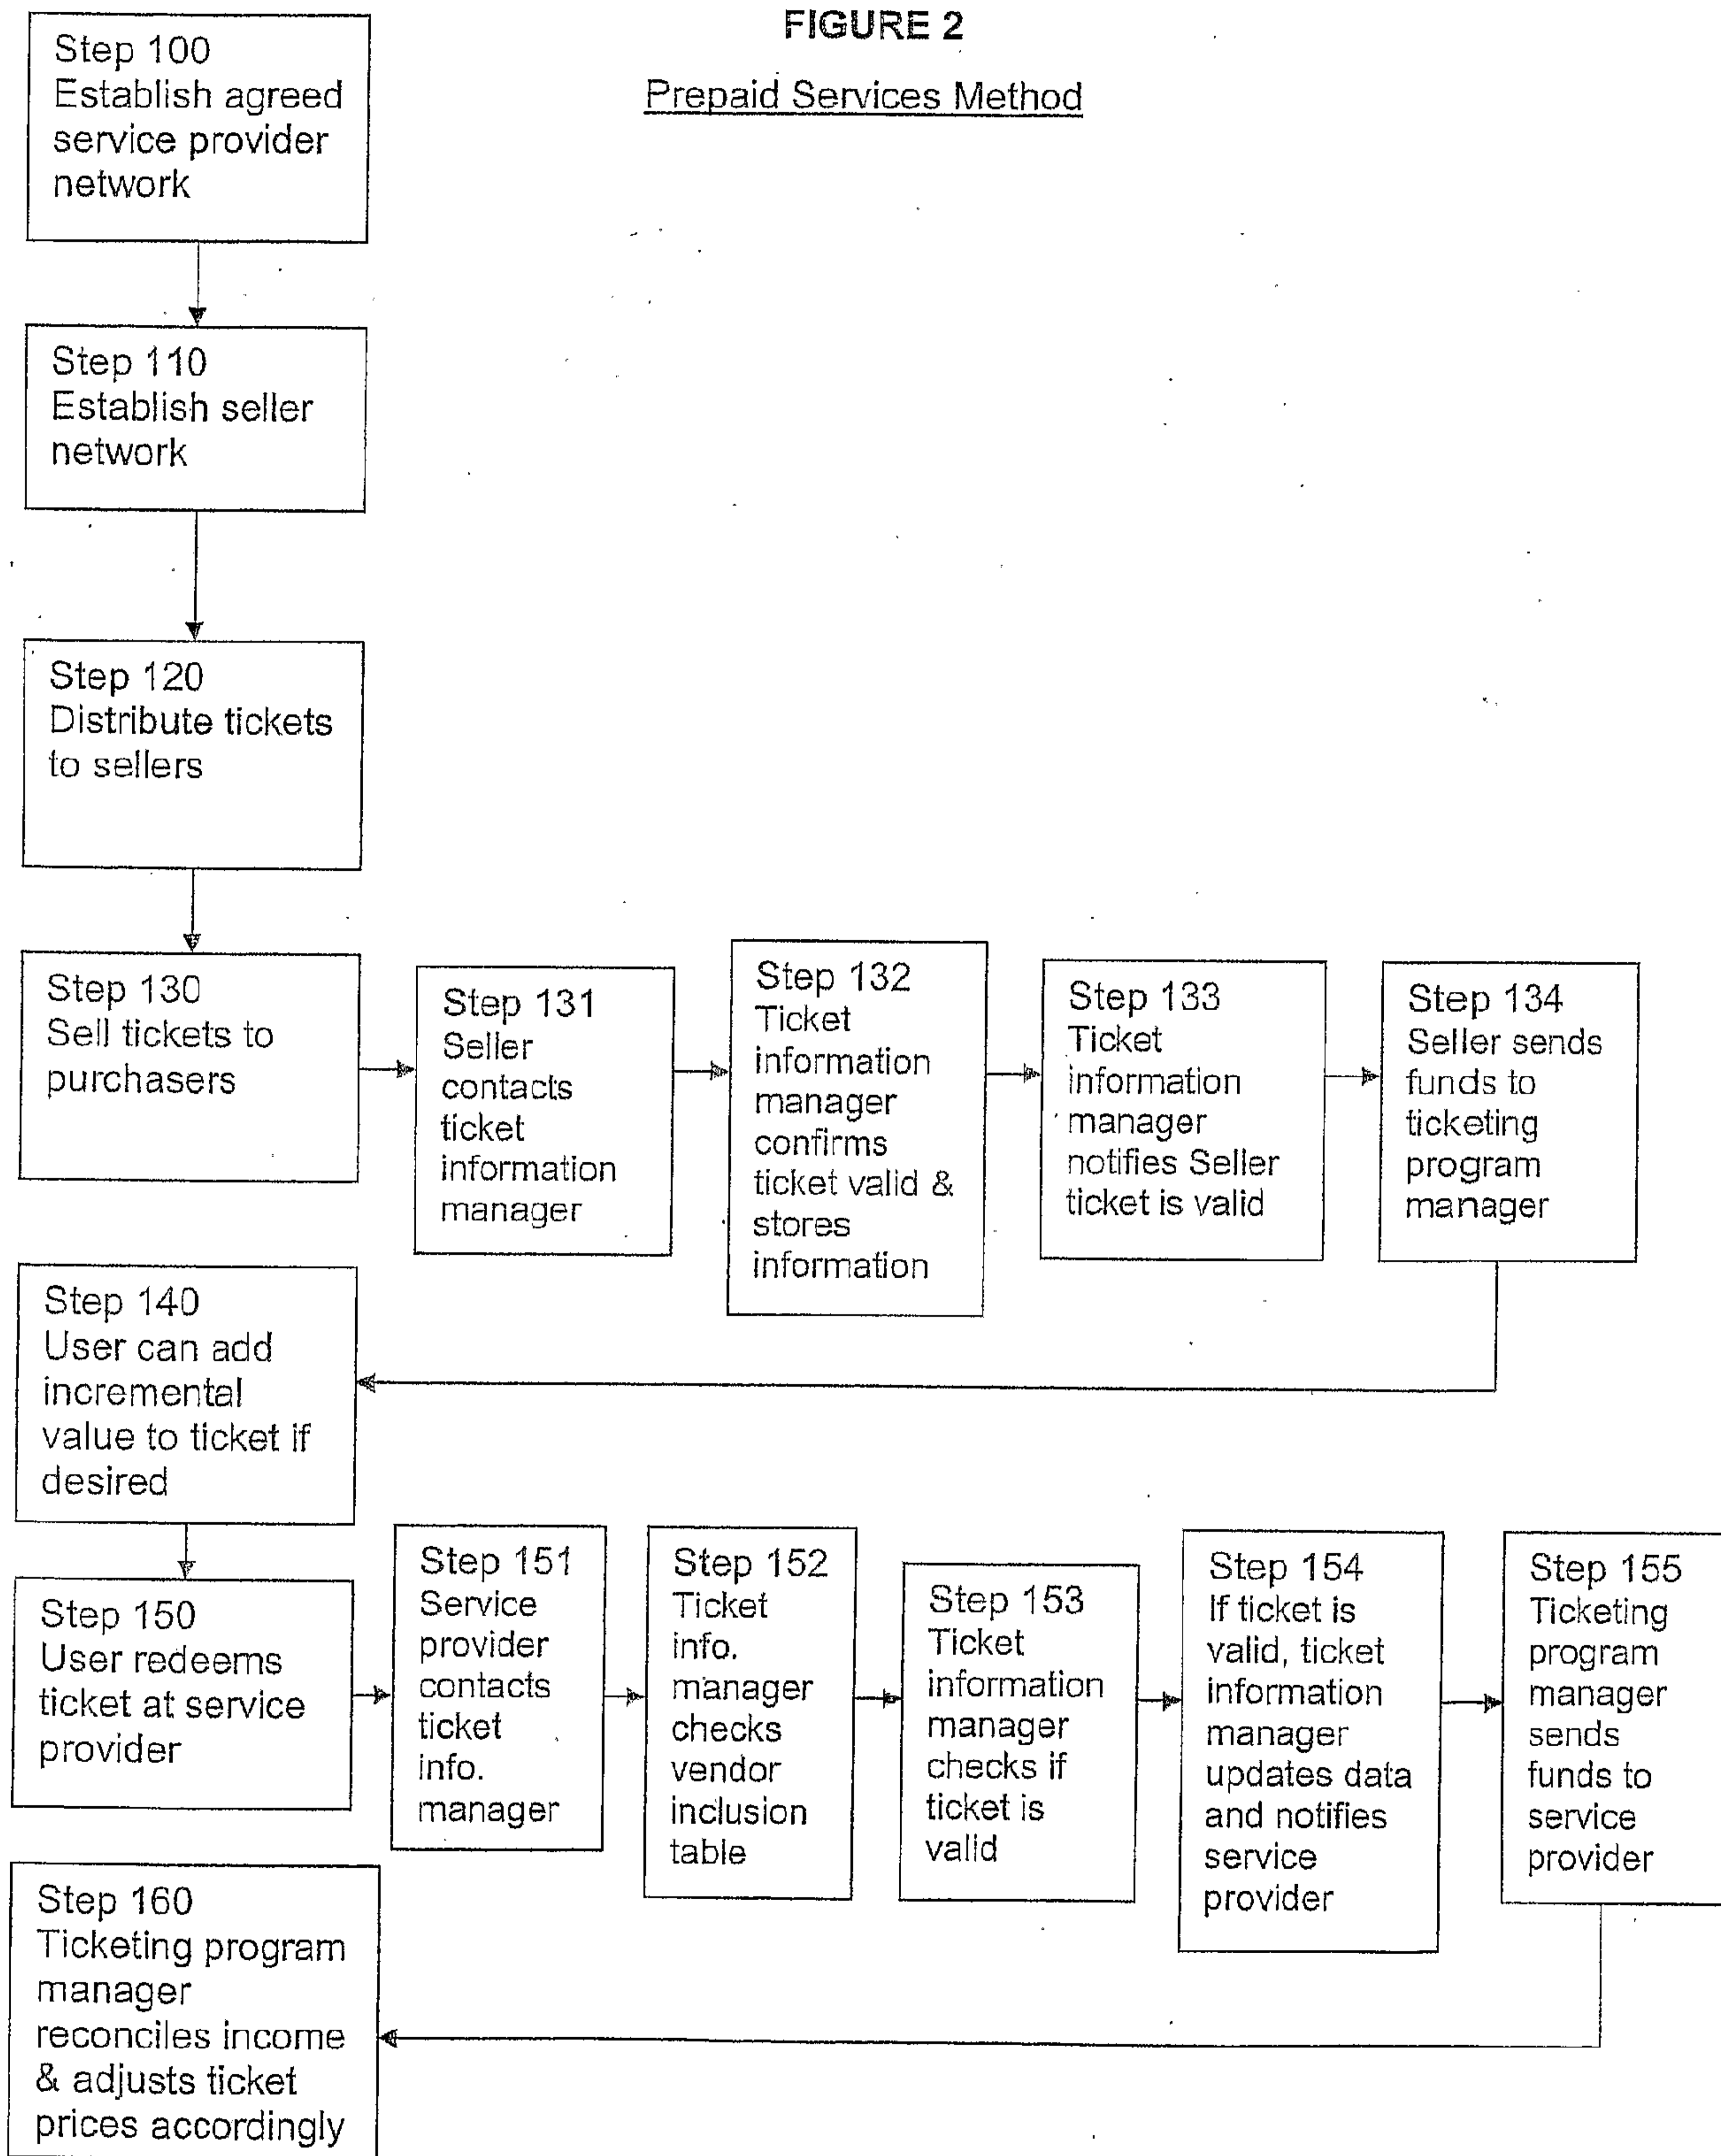 FIGURE 2
Prepaid Services Method
Step 100
Establish agreed
service provider
network
Step 110
Establish seller
network
Step 120
Distribute tickets
to sellers
Step 130
Sell tickets to
purchasers
Step 131
Seller
contacts
ticket
information
manager
Step 132
Ticket
information
manager
confirms
ticket valid &
stores
information
Step 133
Ticket
information
manager
notifies Seller
ticket is valid
Step 134
Seller sends
funds to
ticketing
program
manager
Step 140
User can add
incremental
value to ticket if
desired
Step 150
User redeems
ticket at service
provider
Step 151
Service
provider
contacts
ticket
info.
manager
Step 152
Ticket
info.
manager
checks
vendor
inclusion
table
Step 153
Ticket
information
manager
checks if
ticket is
valid
Step 154
If ticket is
valid, ticket
information
manager
updates data
and notifies
service
provider
Step 155
Ticketing
program
manager
sends
funds to
service
provider
Step 160
Ticketing program
manager
reconciles income
& adjusts ticket
prices accordingly